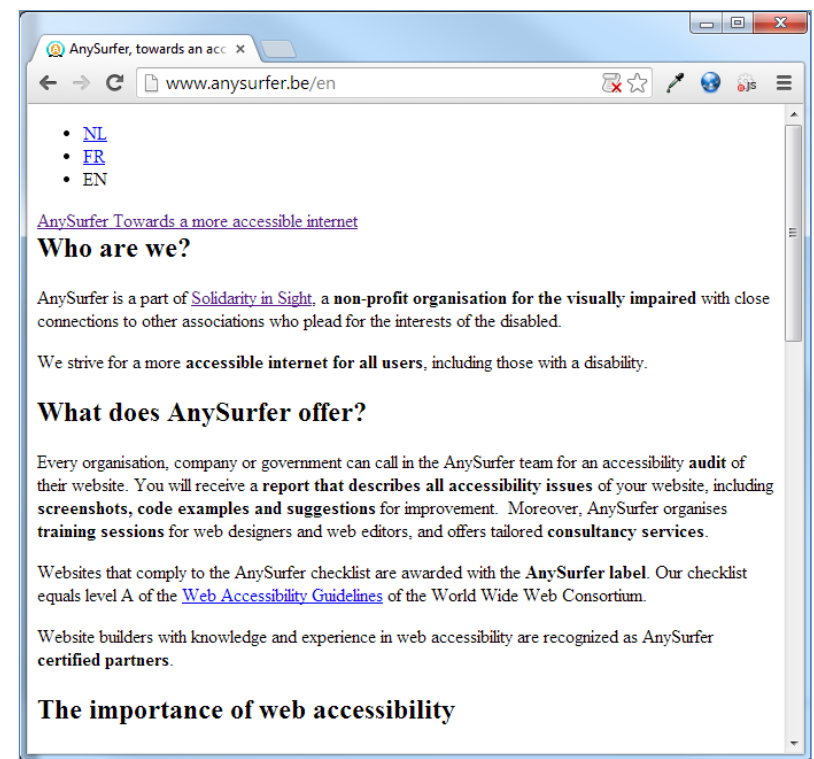 AnySurfer, towards an acc
www.anysurfer.be/en
js
NL
FR
EN
AnySurfer Towards a more accessible internet
Who are we?
AnySurfer is a part of Solidarity in Sight, a non-profit organisation for the visually impaired with close
connections to other associations who plead for the interests of the disabled.
We strive for a more accessible internet for all users, including those with a disability.
What does AnySurfer offer?
Every organisation, company or government can call in the AnySurfer team for an accessibility audit of
their website. You will receive a report that describes all accessibility issues of your website, including
screenshots, code examples and suggestions for improvement.  Moreover, AnySurfer organises
training sessions for web designers and web editors, and offers tailored consultancy services.
Websites that comply to the AnySurfer checklist are awarded with the AnySurfer label. Our checklist
equals level A of the Web Accessibility Guidelines of the World Wide Web Consortium.
Website builders with knowledge and experience in web accessibility are recognized as AnySurfer
certified partners.
The importance of web accessibility